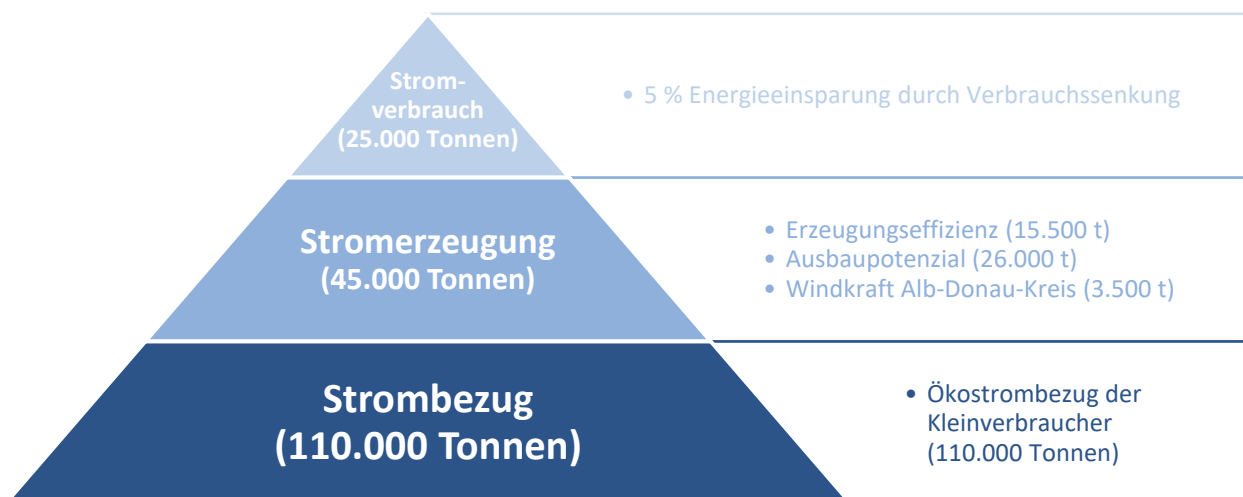 Strom-
verbrauch
(25.000 Tonnen)
• 5 % Energieeinsparung durch Verbrauchssenkung
Stromerzeugung
(45.000 Tonnen)
• Erzeugungseffizienz (15.500 t)
• Ausbaupotenzial (26.000 t)
• Windkraft Alb-Donau-Kreis (3.500 t)
Strombezug
(110.000 Tonnen)
• Ökostrombezug der
Kleinverbraucher
(110.000 Tonnen)